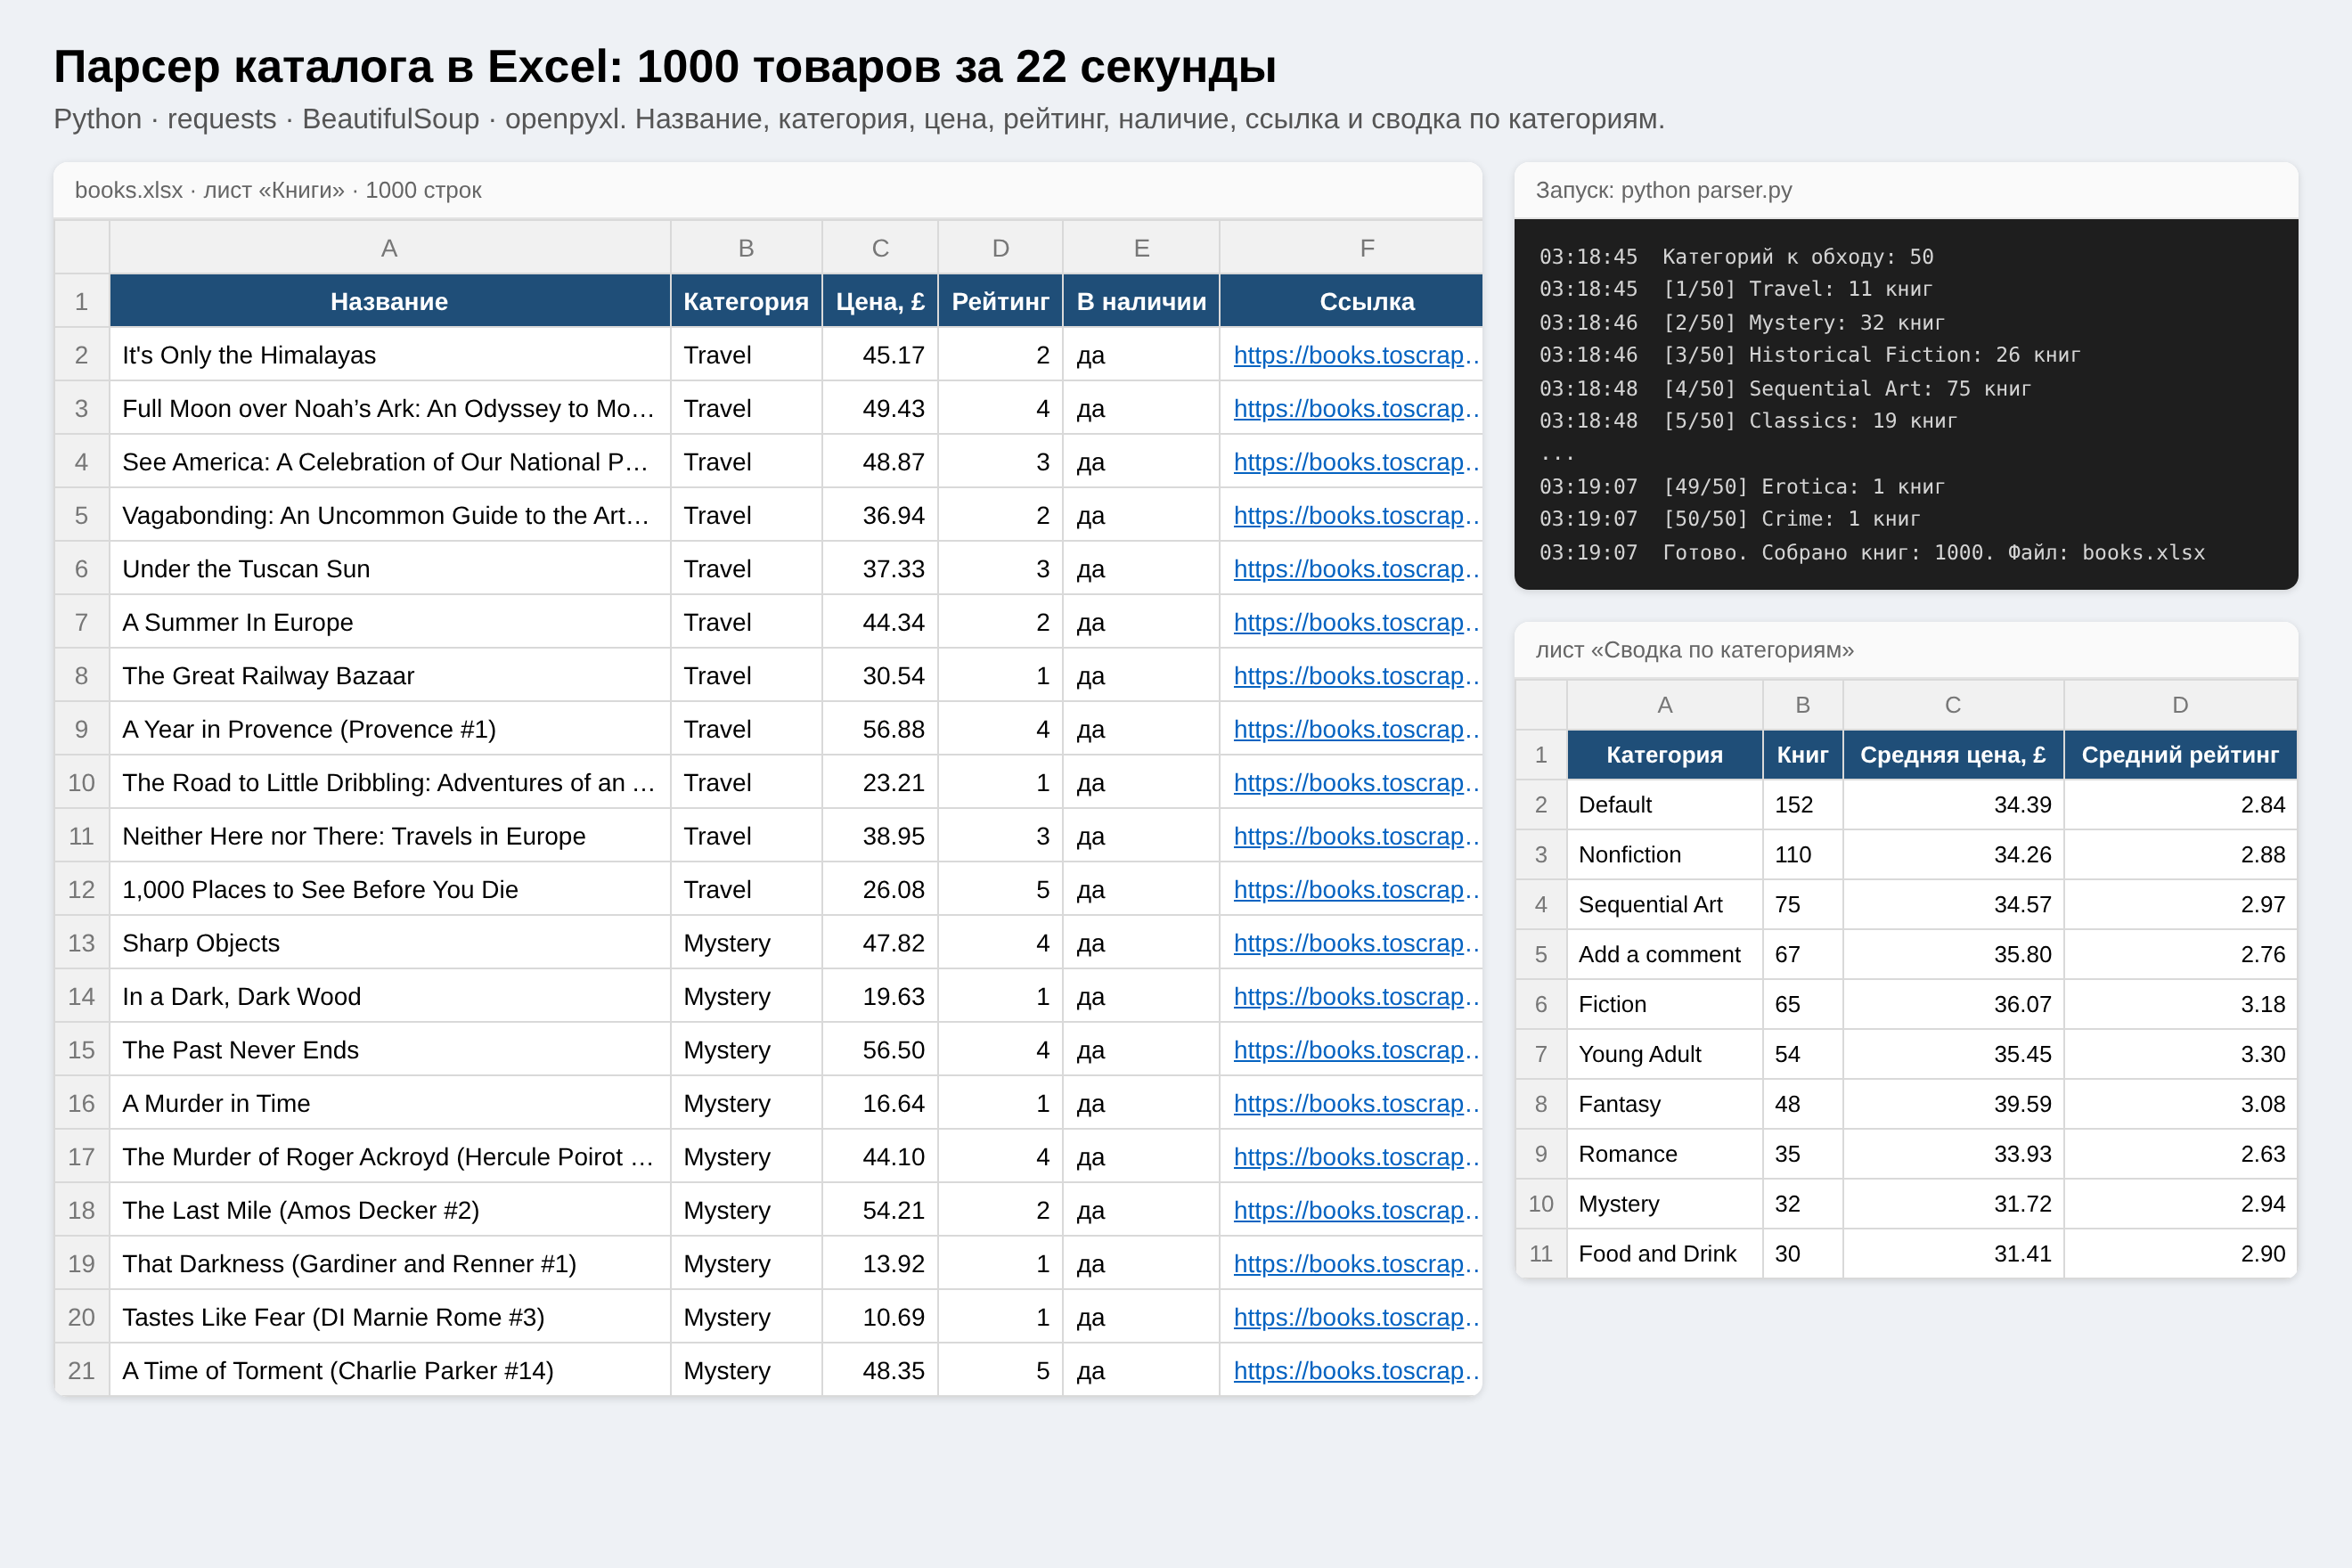 Парсер каталога в Excel: 1000 товаров за 22 секунды
Python · requests · BeautifulSoup · openpyxl. Название, категория, цена, рейтинг, наличие, ссылка и сводка по категориям.
books.xlsx · лист «Книги» · 1000 строк
A B C D E F
1 Название Категория Цена, £ Рейтинг В наличии Ссылка
2 It's Only the Himalayas Travel 45.17 2 да https://books.toscrap…
3 Full Moon over Noah’s Ark: An Odyssey to Mo… Travel 49.43 4 да https://books.toscrap…
4 See America: A Celebration of Our National P… Travel 48.87 3 да https://books.toscrap…
5 Vagabonding: An Uncommon Guide to the Art… Travel 36.94 2 да https://books.toscrap…
6 Under the Tuscan Sun Travel 37.33 3 да https://books.toscrap…
7 A Summer In Europe Travel 44.34 2 да https://books.toscrap…
8 The Great Railway Bazaar Travel 30.54 1 да https://books.toscrap…
9 A Year in Provence (Provence #1) Travel 56.88 4 да https://books.toscrap…
10 The Road to Little Dribbling: Adventures of an … Travel 23.21 1 да https://books.toscrap…
11 Neither Here nor There: Travels in Europe Travel 38.95 3 да https://books.toscrap…
12 1,000 Places to See Before You Die Travel 26.08 5 да https://books.toscrap…
13 Sharp Objects Mystery 47.82 4 да https://books.toscrap…
14 In a Dark, Dark Wood Mystery 19.63 1 да https://books.toscrap…
15 The Past Never Ends Mystery 56.50 4 да https://books.toscrap…
16 A Murder in Time Mystery 16.64 1 да https://books.toscrap…
17 The Murder of Roger Ackroyd (Hercule Poirot … Mystery 44.10 4 да https://books.toscrap…
18 The Last Mile (Amos Decker #2) Mystery 54.21 2 да https://books.toscrap…
19 That Darkness (Gardiner and Renner #1) Mystery 13.92 1 да https://books.toscrap…
20 Tastes Like Fear (DI Marnie Rome #3) Mystery 10.69 1 да https://books.toscrap…
21 A Time of Torment (Charlie Parker #14) Mystery 48.35 5 да https://books.toscrap…
Запуск: python parser.py
03:18:45 Категорий к обходу: 50
03:18:45 [1/50] Travel: 11 книг
03:18:46 [2/50] Mystery: 32 книг
03:18:46 [3/50] Historical Fiction: 26 книг
03:18:48 [4/50] Sequential Art: 75 книг
03:18:48 [5/50] Classics: 19 книг
...
03:19:07 [49/50] Erotica: 1 книг
03:19:07 [50/50] Crime: 1 книг
03:19:07 Готово. Собрано книг: 1000. Файл: books.xlsx
лист «Сводка по категориям»
A B C D
1 Категория Книг Средняя цена, £ Средний рейтинг
2 Default 152 34.39 2.84
3 Nonfiction 110 34.26 2.88
4 Sequential Art 75 34.57 2.97
5 Add a comment 67 35.80 2.76
6 Fiction 65 36.07 3.18
7 Young Adult 54 35.45 3.30
8 Fantasy 48 39.59 3.08
9 Romance 35 33.93 2.63
10 Mystery 32 31.72 2.94
11 Food and Drink 30 31.41 2.90